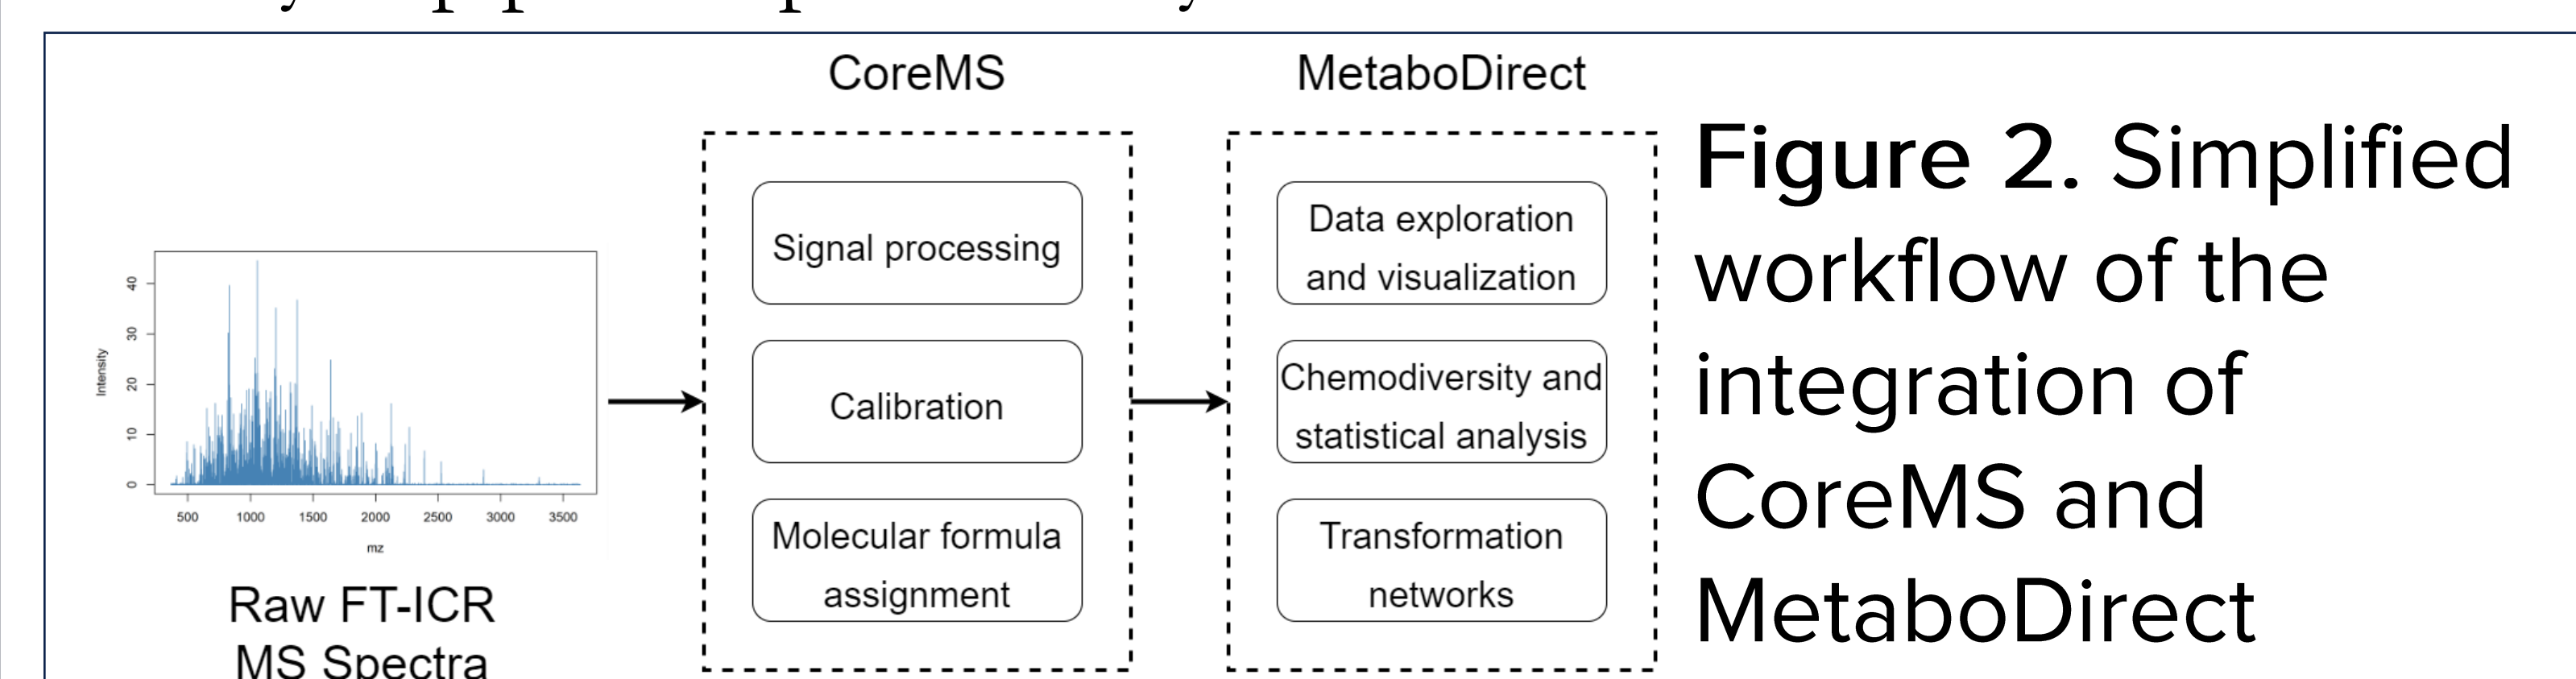 CoreMS
MetaboDirect
Signal processing
Calibration
Molecular formula
assignment
Data exploration
and visualization
Chemodiversity and
statistical analysis
Transformation
networks
Intensity
40
30
20
10
0
500 1000 1500 2000 2500 3000 3500
mz
Raw FT-ICR
MS Spectra
Figure 2. Simplified
workflow of the
integration of
CoreMS and
MetaboDirect